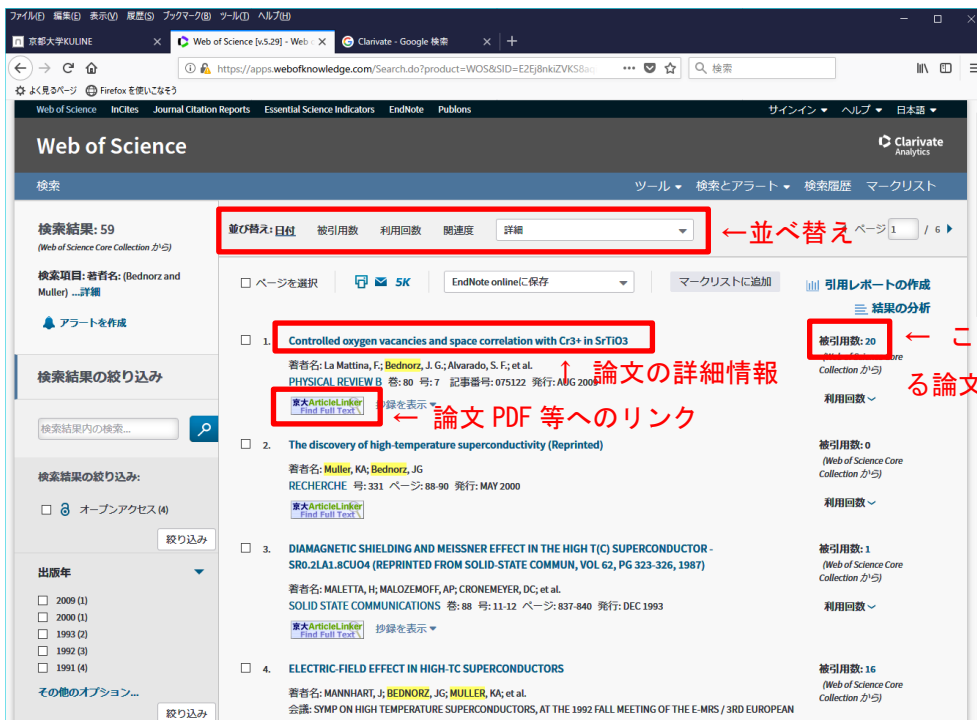 ファイル(F) 編集(E) 表示(V) 履歴(S) ブックマーク(B) ツール(T) ヘルプ(H)
京都大学KULINE
Web of Science [v.5.29] - Web
Clarivate - Google 検索
https://apps.webofknowledge.com/Search.do?product=WOS&SID=E2Ej8nkiZVKS8
検索
よく見るページ Firefox を使いこなそう
Web of Science InCites Journal Citation Reports Essential Science Indicators EndNote Publons サインイン ヘルプ 日本語
Web of Science
Clarivate
Analytics
検索 ツール 検索とアラート 検索履歴 マークリスト
検索結果: 59
(Web of Science Core Collection から)
検索項目: 著者名: (Bednorz and
Muller) ...詳細
アラートを作成
検索結果の絞り込み
検索結果内の検索...
検索結果の絞り込み:
オープンアクセス (4)
絞り込み
出版年
2009 (1)
2000 (1)
1993 (2)
1992 (3)
1991 (4)
その他のオプション...
絞り込み
並び替え: 日付 被引用数 利用回数 関連度 詳細
←並べ替え
ページ 1 / 6
ページを選択 5K EndNote onlineに保存 マークリストに追加
引用レポートの作成
結果の分析
1. Controlled oxygen vacancies and space correlation with Cr3+ in SrTiO3
著者名: La Mattina, F.; Bednorz, J. G.; Alvarado, S. F.; et al.
PHYSICAL REVIEW B 巻: 80 号: 7 記事番号: 075122 発行: AUG 2009
京大ArticleLinker
Find Full Text
抄録を表示
↑ 論文の詳細情報
← 論文 PDF 等へのリンク
被引用数: 20
(Web of Science Core
Collection から)
← こ
る論文
利用回数
2. The discovery of high-temperature superconductivity (Reprinted)
著者名: Muller, KA; Bednorz, JG
RECHERCHE 号: 331 ページ: 88-90 発行: MAY 2000
京大ArticleLinker
Find Full Text
被引用数: 0
(Web of Science Core
Collection から)
利用回数
3. DIAMAGNETIC SHIELDING AND MEISSNER EFFECT IN THE HIGH T(C) SUPERCONDUCTOR -
SR0.2LA1.8CUO4 (REPRINTED FROM SOLID-STATE COMMUN, VOL 62, PG 323-326, 1987)
著者名: MALETTA, H; MALOZEMOFF, AP; CRONEMEYER, DC; et al.
SOLID STATE COMMUNICATIONS 巻: 88 号: 11-12 ページ: 837-840 発行: DEC 1993
京大ArticleLinker
Find Full Text
抄録を表示
被引用数: 1
(Web of Science Core
Collection から)
利用回数
4. ELECTRIC-FIELD EFFECT IN HIGH-TC SUPERCONDUCTORS
著者名: MANNHART, J; BEDNORZ, JG; MULLER, KA; et al.
会議: SYMP ON HIGH TEMPERATURE SUPERCONDUCTORS, AT THE 1992 FALL MEETING OF THE E-MRS / 3RD EUROPEAN
被引用数: 16
(Web of Science Core
Collection から)